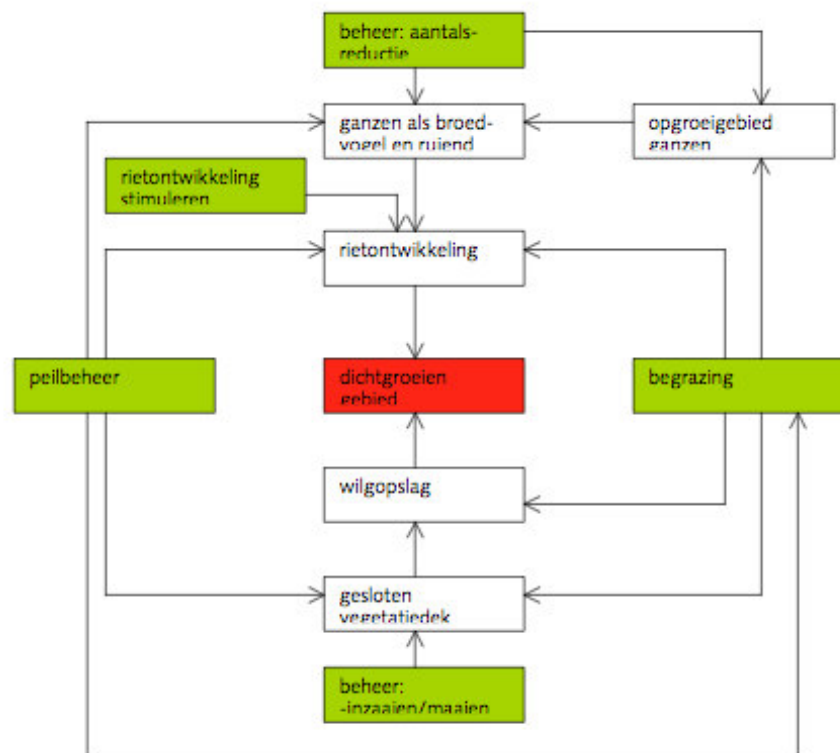 beheer: aantals-
reductie
ganzen als broed-
vogel en ruiend
opgroeigebied
ganzen
rietontwikkeling
stimuleren
rietontwikkeling
peilbeheer
dichtgroeien
gebied
begrazing
wilgopslag
gesloten
vegetatiedek
beheer:
-inzaaien/maaien